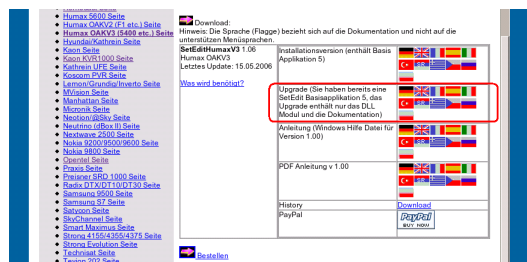 Humax 5600 Seite
Humax OAKV2 (F1 etc.) Seite
Humax OAKV3 (5400 etc.) Seite
Hyundai/Kathrein Seite
Kaon Seite
Kaon KVR1000 Seite
Kathrein UFE Seite
Koscom PVR Seite
Lemon/Grundig/Inverto Seite
MVision Seite
Manhattan Seite
Micronik Seite
Neotion/@Sky Seite
Neutrino (dBox II) Seite
Nextwave 2500 Seite
Nokia 9200/9500/9600 Seite
Nokia 9800 Seite
Opentel Seite
Praxis Seite
Preisner SRD 1000 Seite
Radix DTX/DT10/DT30 Seite
Samsung 9500 Seite
Samsung S7 Seite
Satycon Seite
SkyChannel Seite
Smart Maximus Seite
Strong 4155/4355/4375 Seite
Strong Evolution Seite
Technisat Seite
Tevion 202 Seite
Download:
Hinweis: Die Sprache (Flagge) bezieht sich auf die Dokumentation und nicht auf die
unterstützen Menüsprachen.
SetEditHumaxV3 1.06
Humax OAKV3
Letztes Update: 15.05.2006
Was wird benötigt?
Installationsversion (enthält Basis
Applikation 5)
Upgrade (Sie haben bereits eine
SetEdit Basisapplikation 5, das
Upgrade enthält nur das DLL
Modul und die Dokumentation)
Anleitung (Windows Hilfe Datei für
Version 1.00)
PDF Anleitung v 1.00
History
Download
PayPal
PayPal
BUY NOW
Bestellen